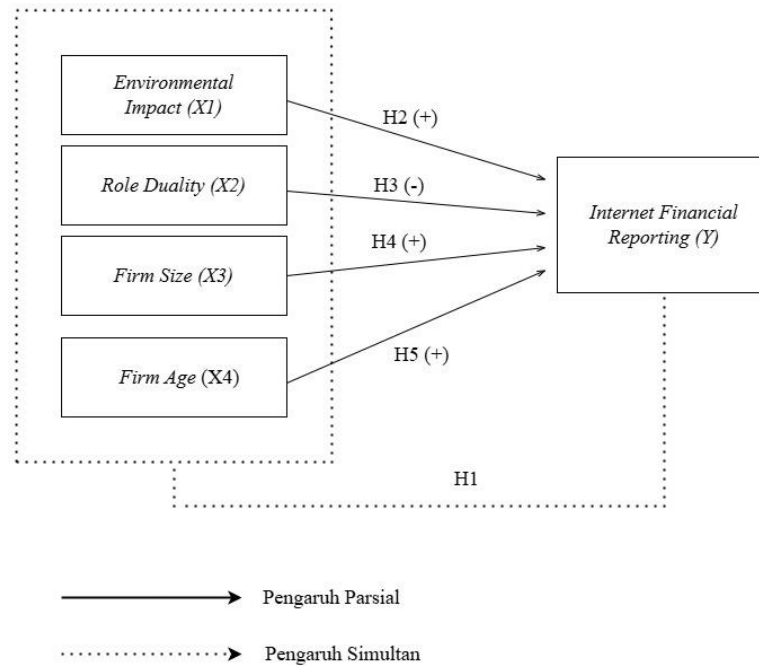 Environmental
Impact (X1)
H2 (+)
Role Duality (X2)
H3 (-)
Internet Financial
Reporting (Y)
H4 (+)
Firm Size (X3)
H5 (+)
Firm Age (X4)
H1
Pengaruh Parsial
Pengaruh Simultan